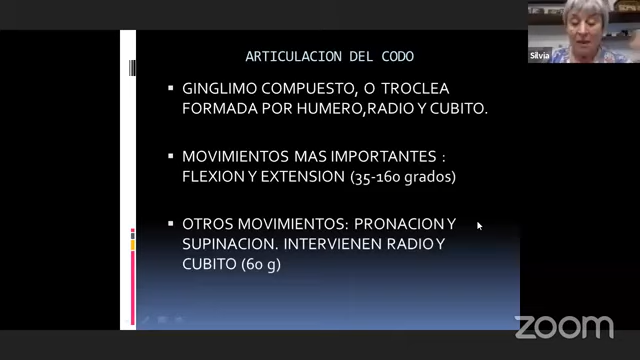 ARTICULACION DEL CODO
GINGLIMO COMPUESTO, O TROCLEA
FORMADA POR HUMERO, RADIO Y CUBITO.
MOVIMIENTOS MAS IMPORTANTES :
FLEXION Y EXTENSION (35-160 grados)
OTROS MOVIMIENTOS: PRONACION Y
SUPINACION. INTERVIENEN RADIO Y
CUBITO (60 g)
Silvia
zoom